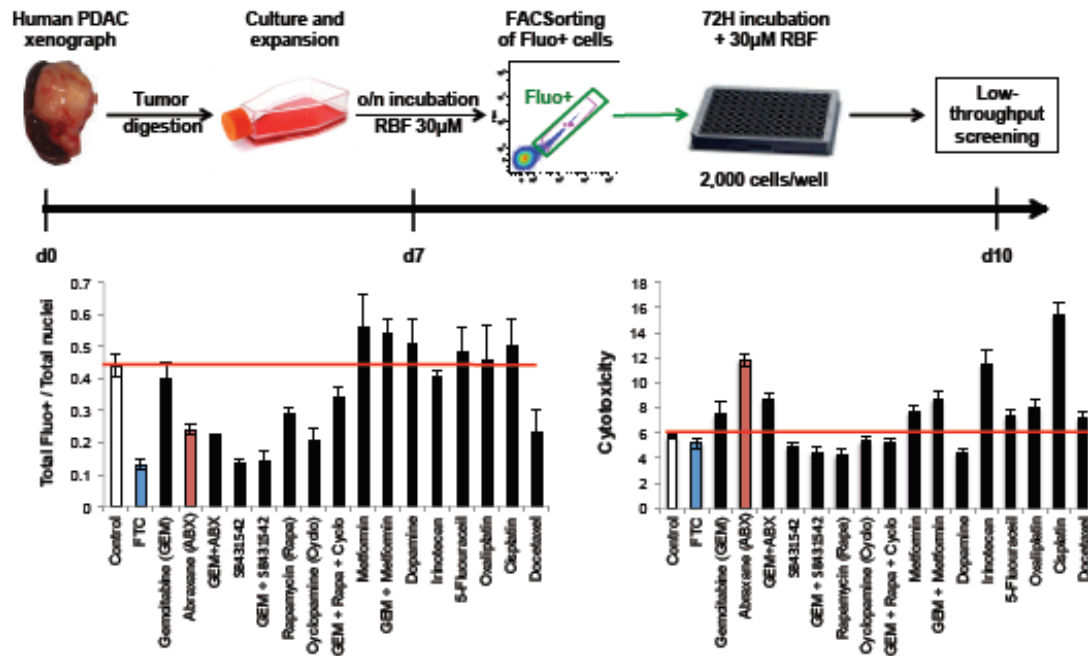 Human PDAC
xenograph
Culture and
expansion
FACSorting
of Fluo+ cells
72H incubation
+ 30µM RBF
Tumor
digestion
o/n incubation
RBF 30µM
Fluo+
Low-
throughput
screening
2,000 cells/well
d0
d7
d10
Total Fluo+ / Total nuclei
0.7
0.6
0.5
0.4
0.3
0.2
0.1
0
Control
FTC
Gemcitabine (GEM)
Abraxane (ABX)
GEM+ABX
SB431542
GEM + SB431542
Rapamycin (Rapa)
Cyclopamine (Cyclo)
GEM + Rapa + Cyclo
Metformin
GEM + Metformin
Dopamine
Irinotecan
5-Fluouracil
Oxaliplatin
Cisplatin
Docetaxel
Cytotoxicity
18
16
14
12
10
8
6
4
2
0
Control
FTC
Gemcitabine (GEM)
Abraxane (ABX)
GEM+ABX
SB431542
GEM + SB431542
Rapamycin (Rapa)
Cyclopamine (Cyclo)
GEM + Rapa + Cyclo
Metformin
GEM + Metformin
Dopamine
Irinotecan
5-Fluouracil
Oxaliplatin
Cisplatin
Docetaxel